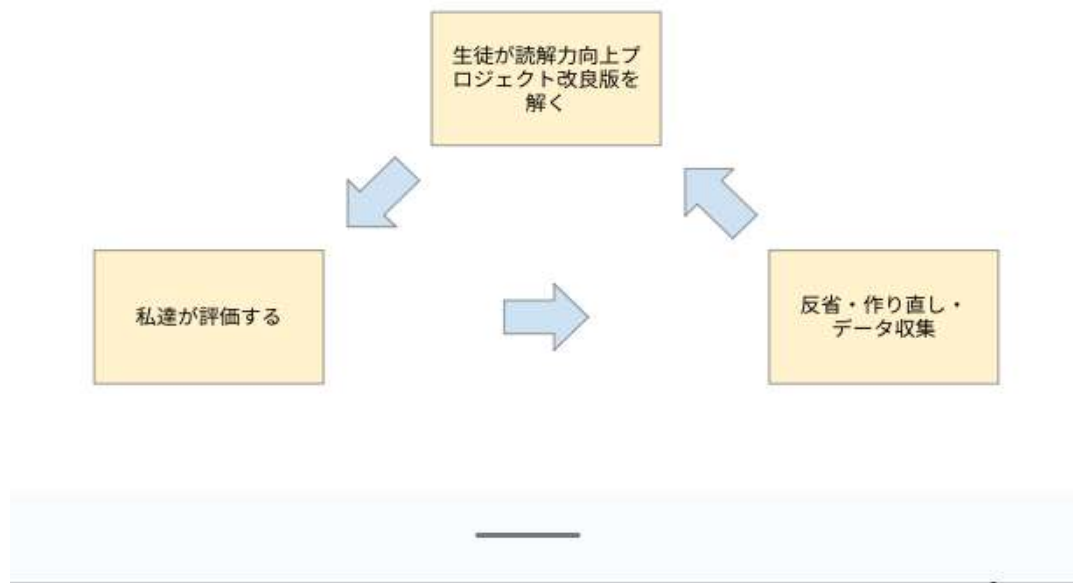 生徒が読解力向上プ
ロジェクト改良版を
解く
私達が評価する
反省・作り直し・
データ収集